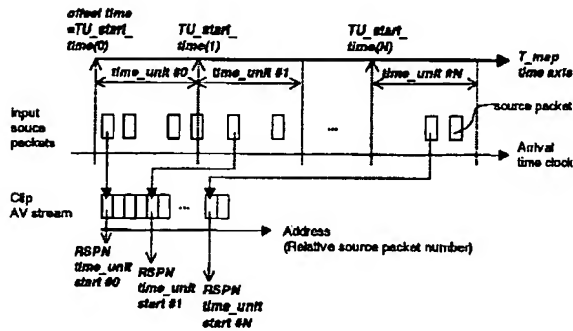 offset time
=TU_start_
time(0)
TU_start_
time(1)
TU_start_
time(N)
T_map
time axis
time_unit #0
time_unit #1
time_unit #N
source packet
input
souce
packets
...
Arrival
time clock
Clip
AV stream
...
Address
(Relative source packet number)
RSPN
time_unit
start #0
RSPN
time_unit
start #1
RSPN
time_unit
start #N